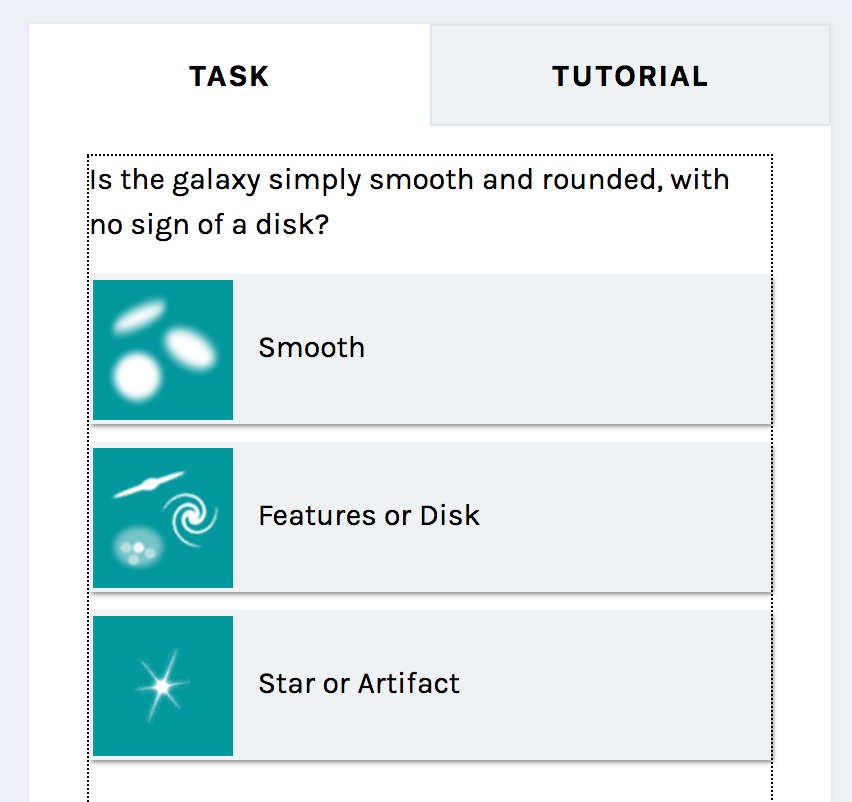 TASK
TUTORIAL
Is the galaxy simply smooth and rounded, with
no sign of a disk?
Smooth
Features or Disk
Star or Artifact